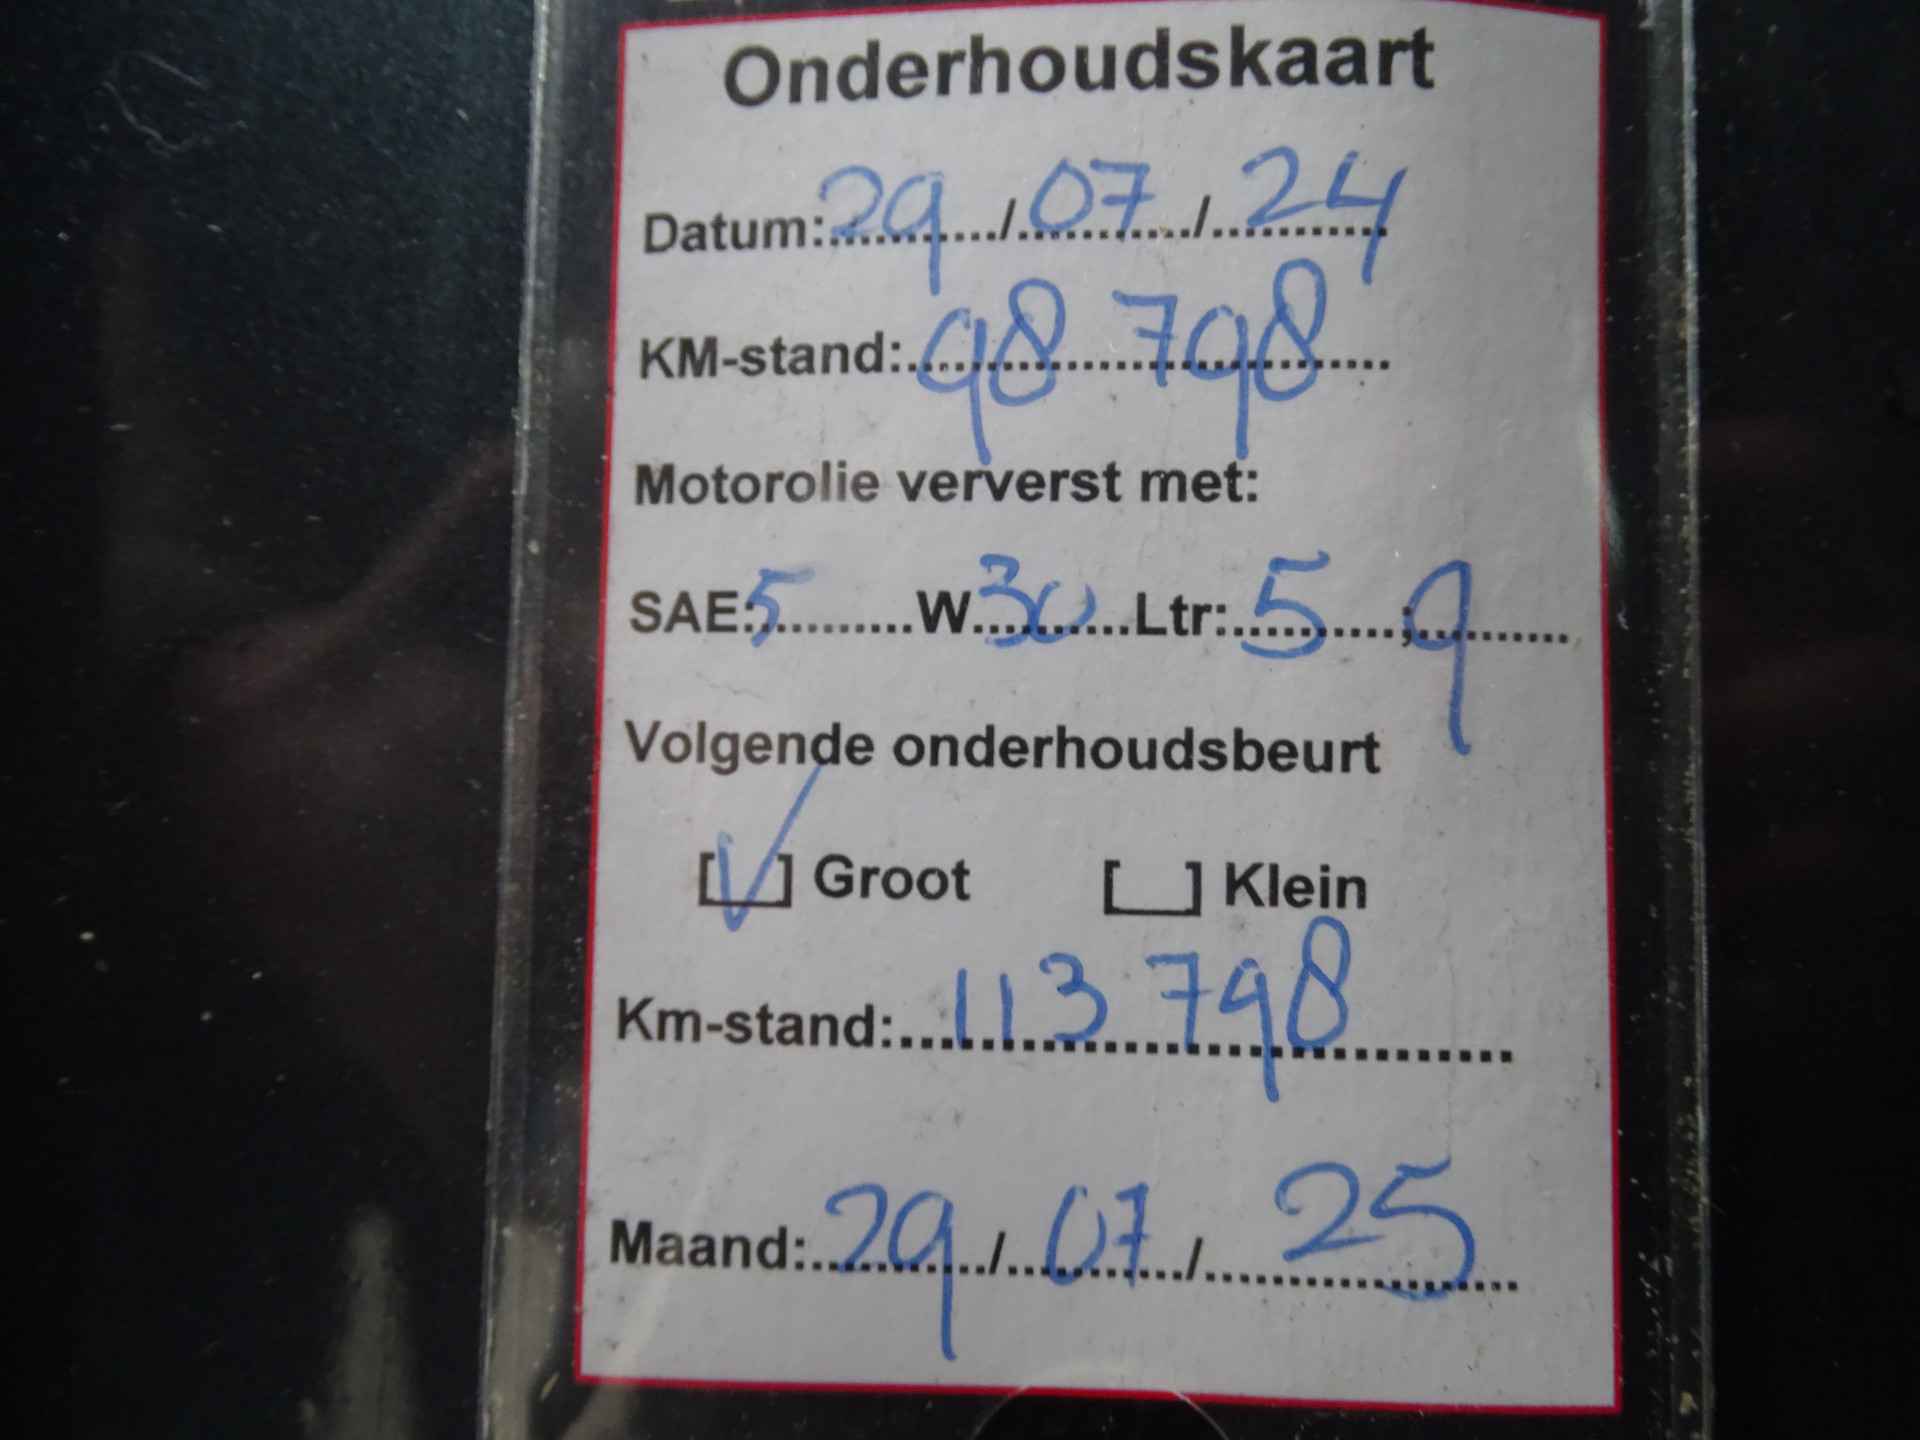 Onderhoudskaart
Datum: 29 / 07 / 24
KM-stand: 98 798
Motorolie ververst met:
SAE: 5 W 30 Ltr: 5 ; 9
Volgende onderhoudsbeurt
[√] Groot [ ] Klein
Km-stand: 113 798
Maand: 29 / 07 / 25